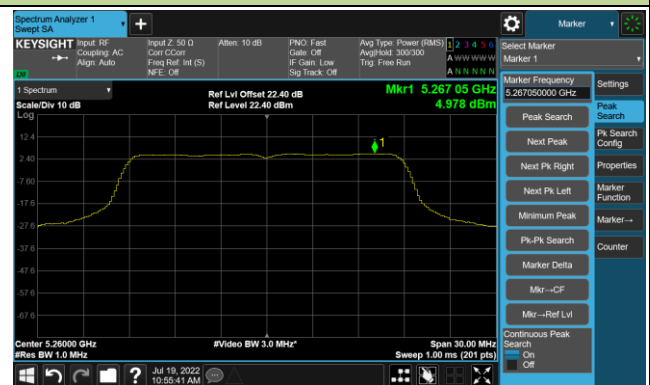 Spectrum Analyzer 1
Swept SA
Marker
KEYSIGHT
Input: RF
Coupling: AC
Align: Auto
Input Z: 50 Ω
Corr CCorr
Freq Ref: Int (S)
NFE: Off
Atten: 10 dB
PNO: Fast
Gate: Off
IF Gain: Low
Sig Track: Off
Avg Type: Power (RMS)
Avg|Hold: 300/300
Trig: Free Run
1 2 3 4 5 6
A W W W W W
A N N N N N
Select Marker
Marker 1
1 Spectrum
Scale/Div 10 dB
Log
Ref Lvl Offset 22.40 dB
Ref Level 22.40 dBm
Mkr1 5.267 05 GHz
4.978 dBm
12.4
2.40
-7.60
-17.6
-27.6
-37.6
-47.6
-57.6
-67.6
1
Center 5.26000 GHz
#Res BW 1.0 MHz
#Video BW 3.0 MHz*
Span 30.00 MHz
Sweep 1.00 ms (201 pts)
Marker Frequency
5.267050000 GHz
Peak Search
Next Peak
Next Pk Right
Next Pk Left
Minimum Peak
Pk-Pk Search
Marker Delta
Mkr→CF
Mkr→Ref Lvl
Continuous Peak
Search
On
Off
Settings
Peak
Search
Pk Search
Config
Properties
Marker
Function
Marker→
Counter
Jul 19, 2022
10:55:41 AM